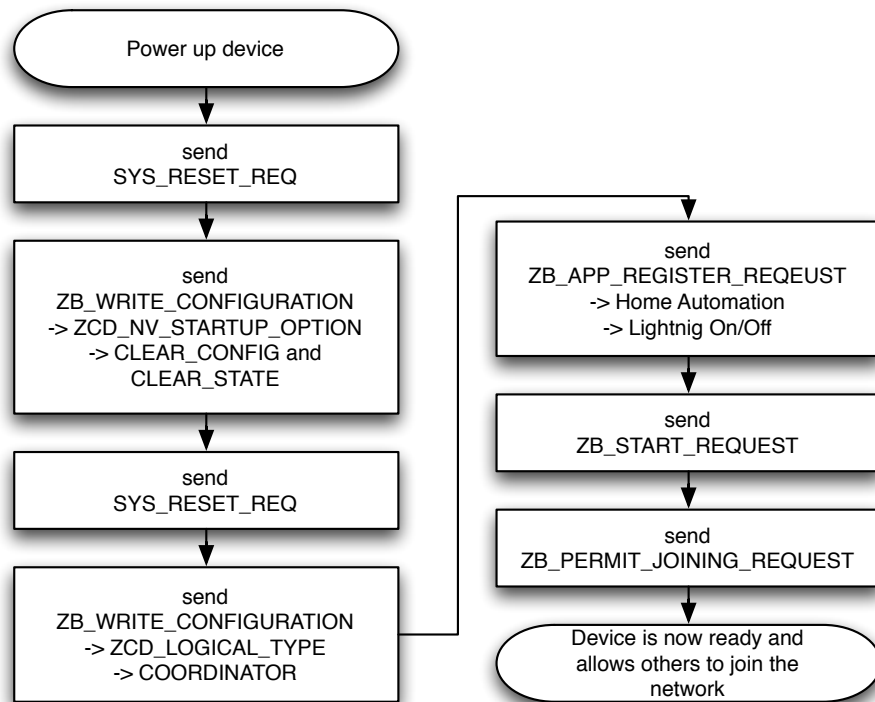 Power up device
send
SYS_RESET_REQ
send
ZB_WRITE_CONFIGURATION
-> ZCD_NV_STARTUP_OPTION
-> CLEAR_CONFIG and
CLEAR_STATE
send
SYS_RESET_REQ
send
ZB_WRITE_CONFIGURATION
-> ZCD_LOGICAL_TYPE
-> COORDINATOR
send
ZB_APP_REGISTER_REQEUST
-> Home Automation
-> Lightnig On/Off
send
ZB_START_REQUEST
send
ZB_PERMIT_JOINING_REQUEST
Device is now ready and
allows others to join the
network